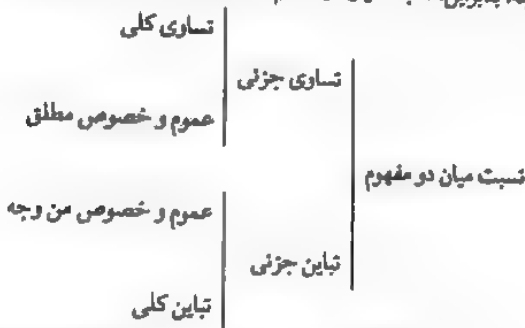 تساوی کلی
تساوی جزئی
عموم و خصوص مطلق
نسبت میان دو مفهوم
عموم و خصوص من وجه
تباین جزئی
تباین کلی